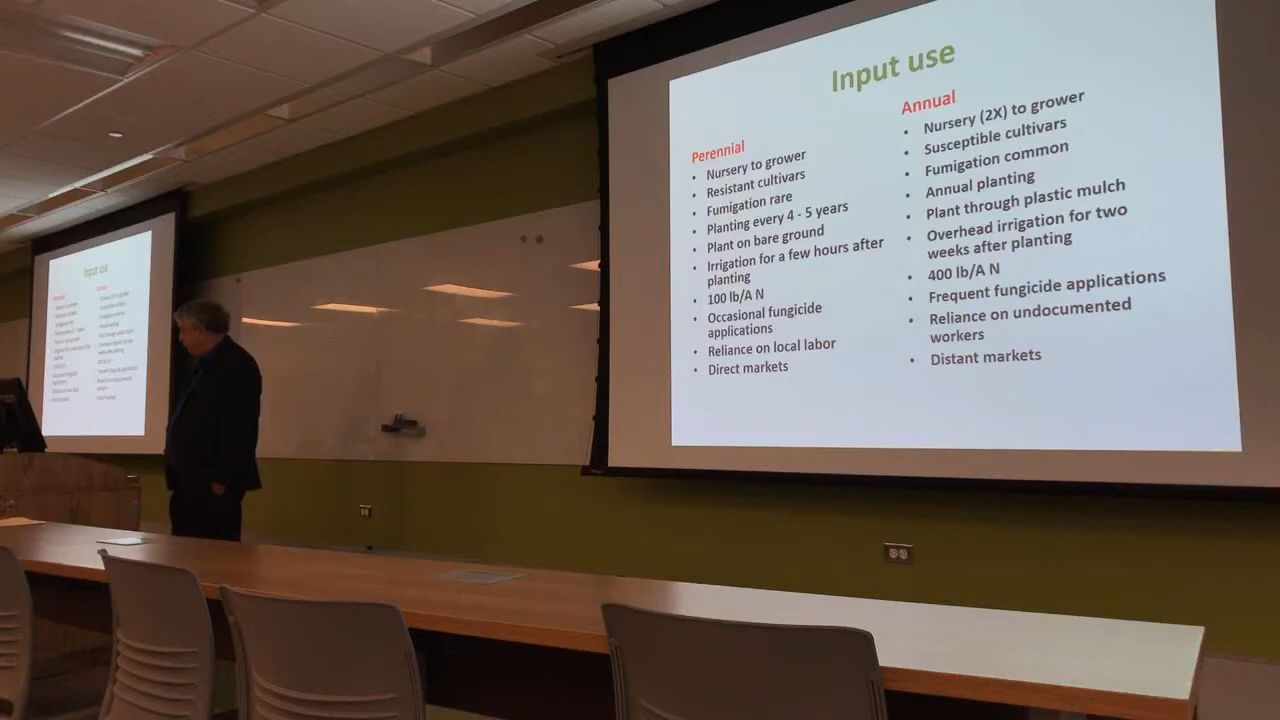 Input use
Perennial
• Nursery to grower
• Resistant cultivars
• Fumigation rare
• Planting every 4 - 5 years
• Plant on bare ground
• Irrigation for a few hours after
planting
• 100 lb/A N
• Occasional fungicide
applications
• Reliance on local labor
• Direct markets
Annual
• Nursery (2X) to grower
• Susceptible cultivars
• Fumigation common
• Annual planting
• Plant through plastic mulch
• Overhead irrigation for two
weeks after planting
• 400 lb/A N
• Frequent fungicide applications
• Reliance on undocumented
workers
• Distant markets
Input use